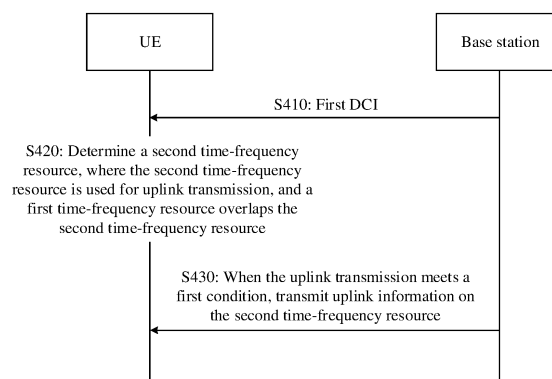 UE
Base station
S410: First DCI
S420: Determine a second time-frequency
resource, where the second time-frequency
resource is used for uplink transmission, and a
first time-frequency resource overlaps the
second time-frequency resource
S430: When the uplink transmission meets a
first condition, transmit uplink information on
the second time-frequency resource